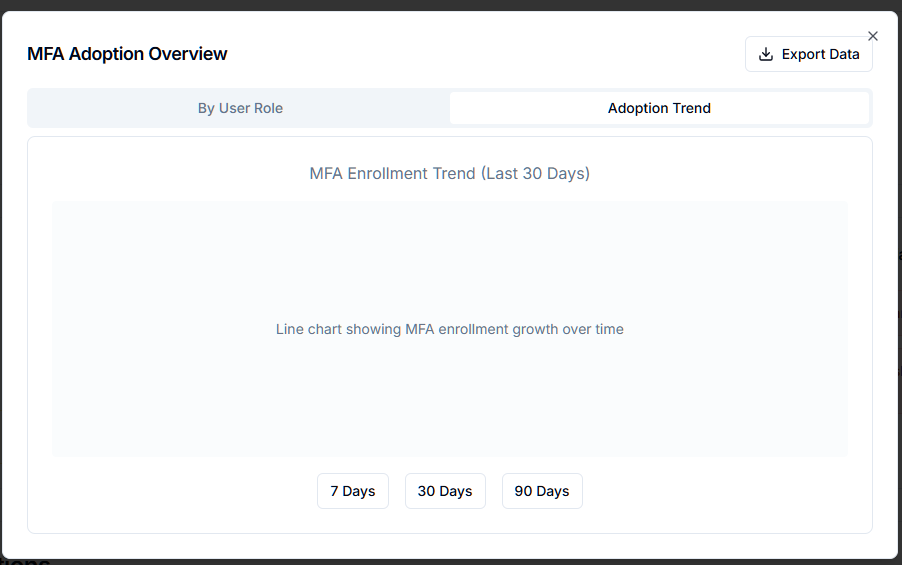 MFA Adoption Overview
Export Data
By User Role
Adoption Trend
MFA Enrollment Trend (Last 30 Days)
Line chart showing MFA enrollment growth over time
7 Days
30 Days
90 Days